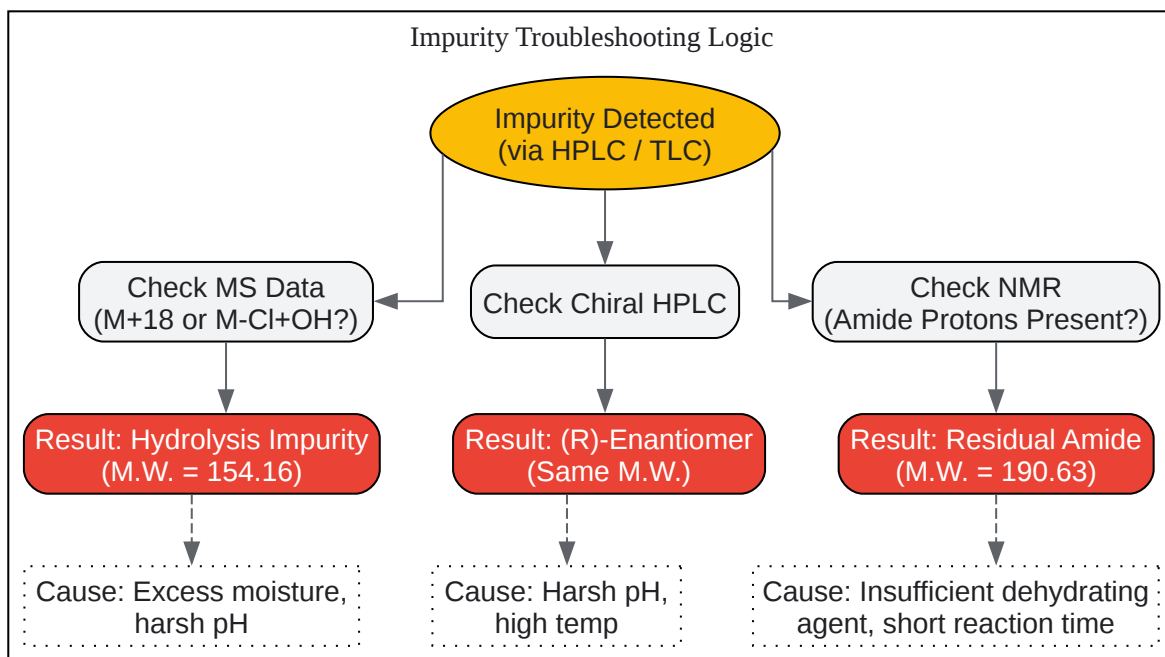 Impurity Troubleshooting Logic
Impurity Detected
(via HPLC / TLC)
Check MS Data
(M+18 or M-Cl+OH?)
Check Chiral HPLC
Check NMR
(Amide Protons Present?)
Result: Hydrolysis Impurity
(M.W. = 154.16)
Result: (R)-Enantiomer
(Same M.W.)
Result: Residual Amide
(M.W. = 190.63)
Cause: Excess moisture,
harsh pH
Cause: Harsh pH,
high temp
Cause: Insufficient dehydrating
agent, short reaction time